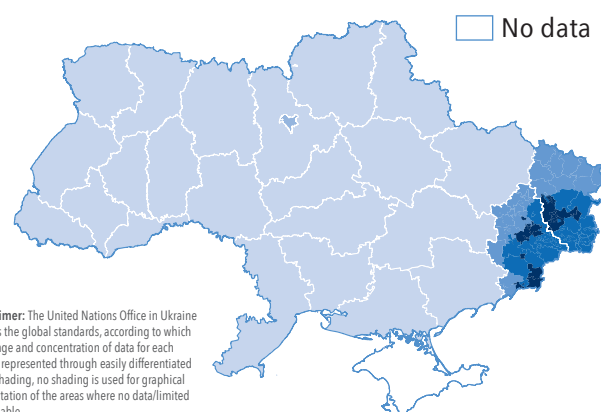 No data
imer: The United Nations Office in Ukraine
s the global standards, according to which
ge and concentration of data for each
represented through easily differentiated
hading, no shading is used for graphical
tation of the areas where no data/limited
able